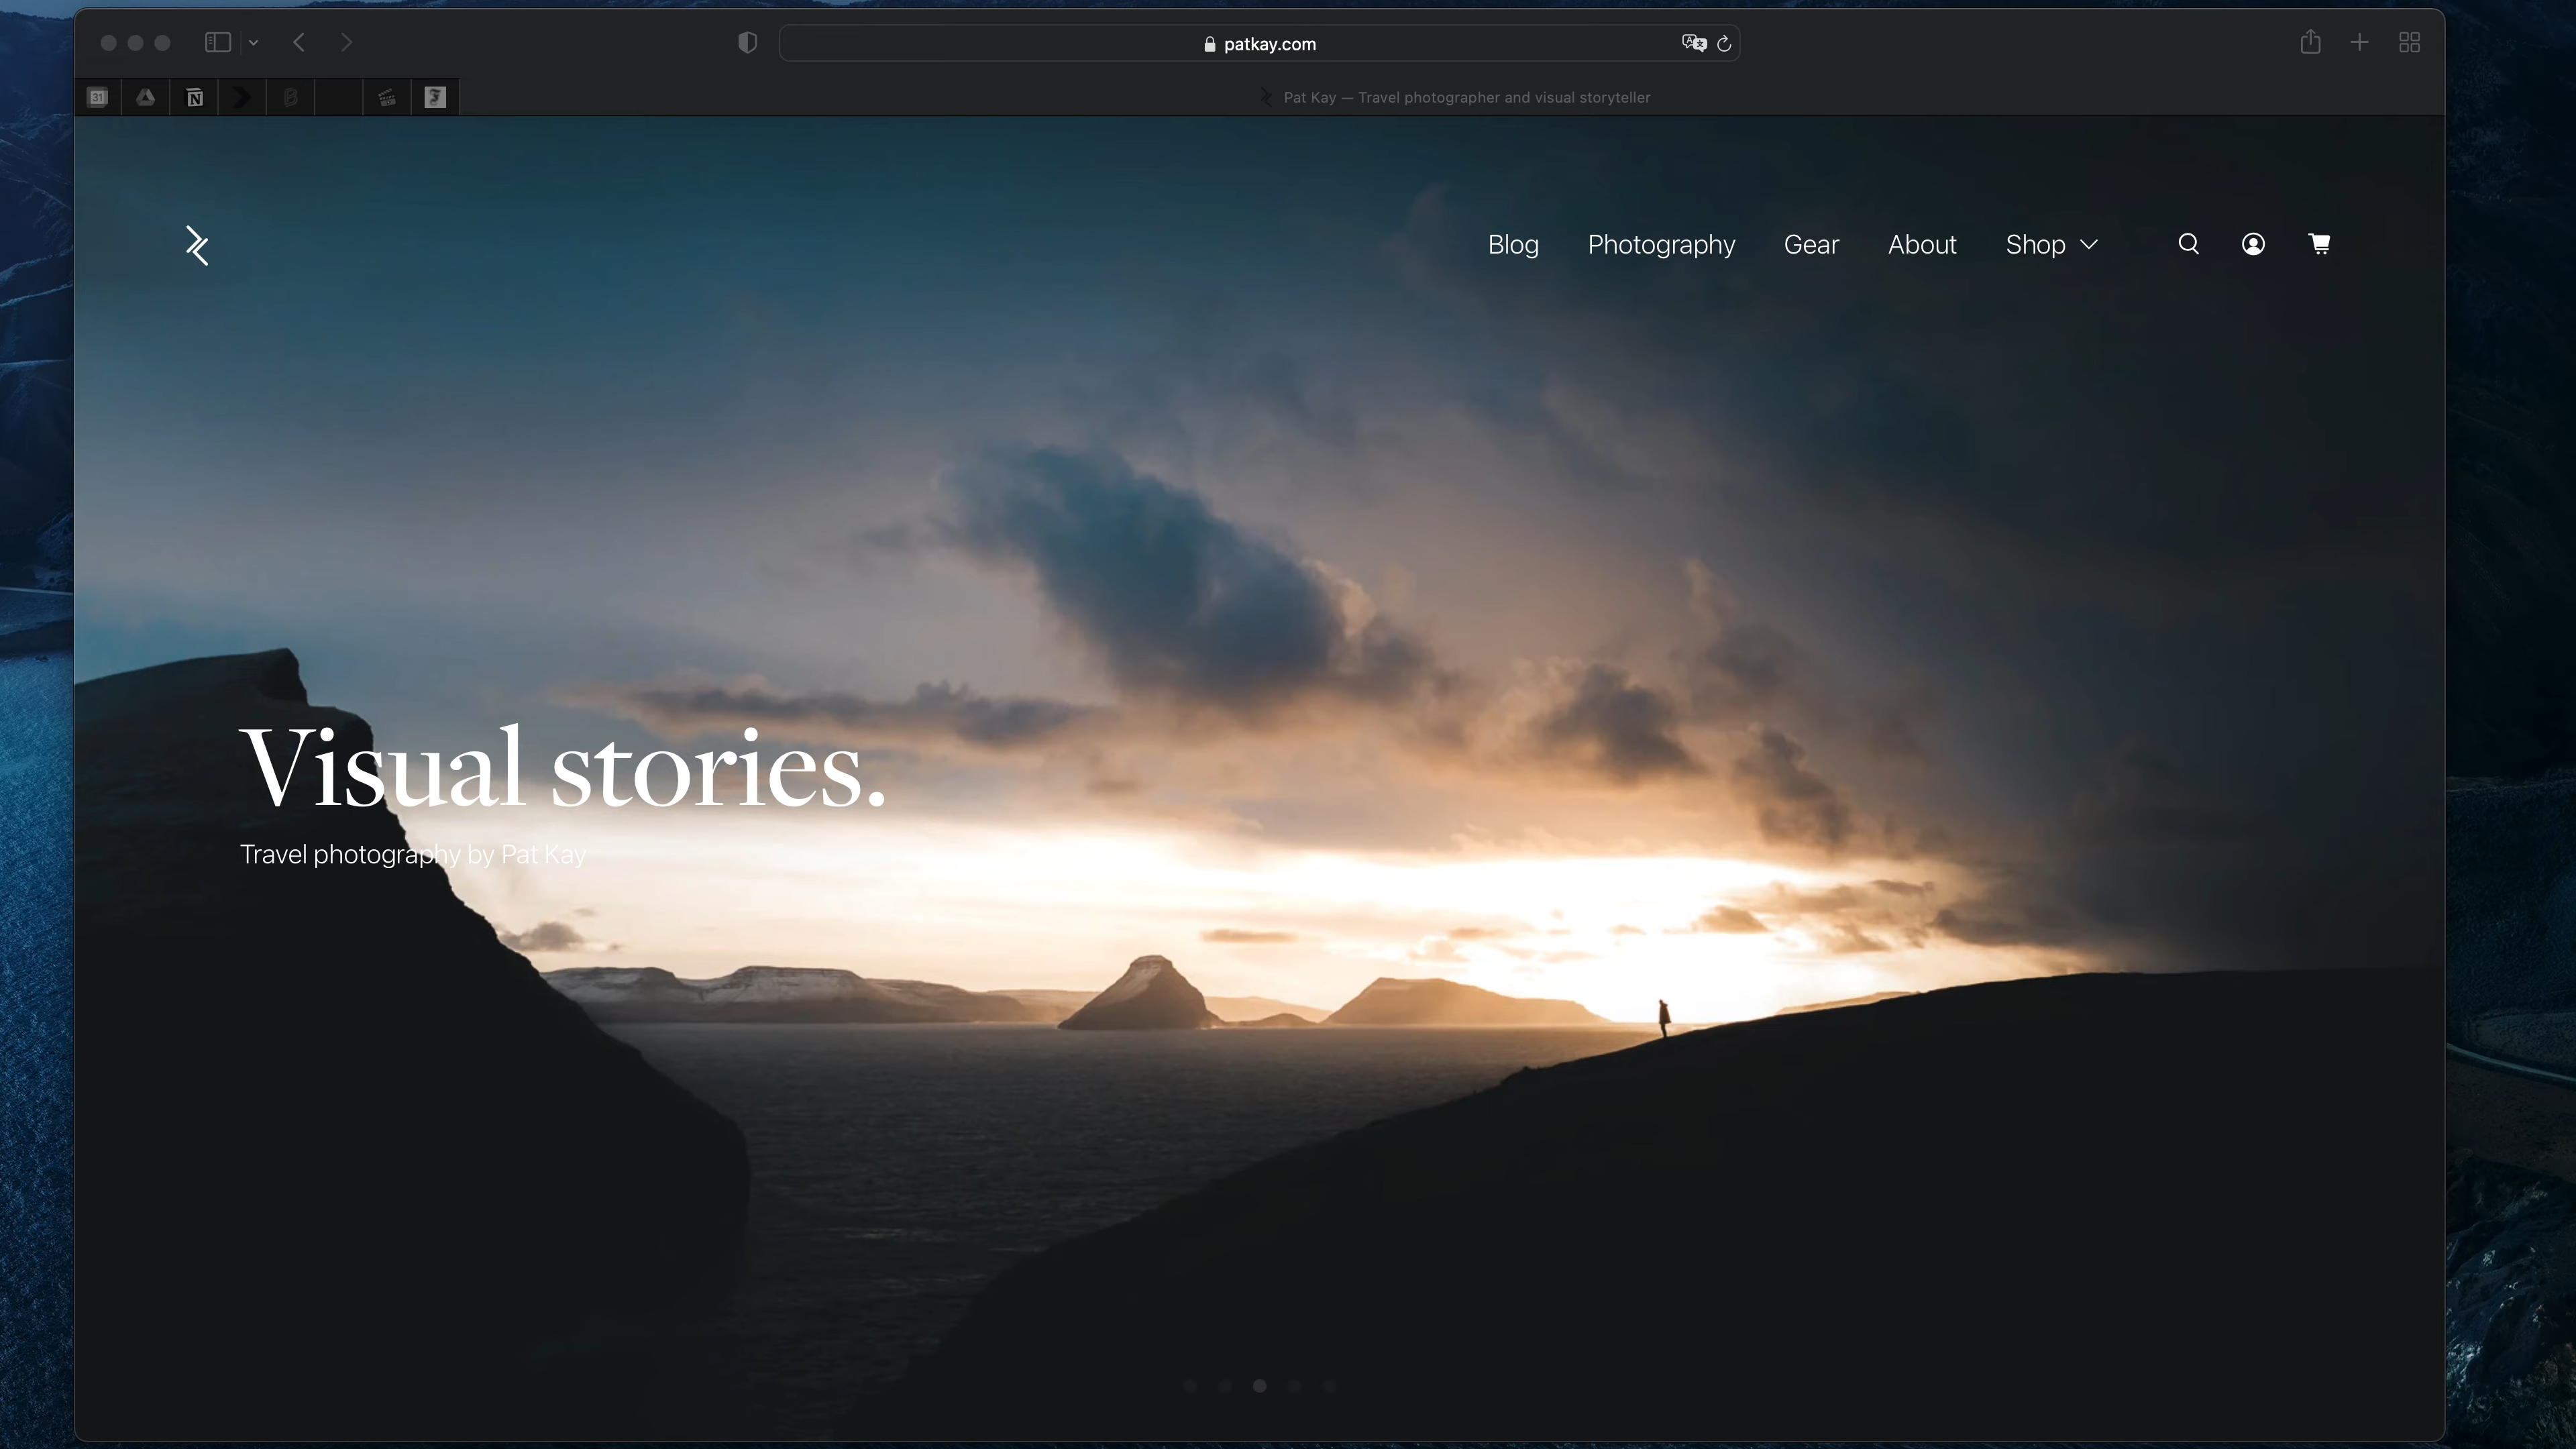 patkay.com
31
Pat Kay — Travel photographer and visual storyteller
Blog Photography Gear About Shop
Visual stories.
Travel photography by Pat Kay